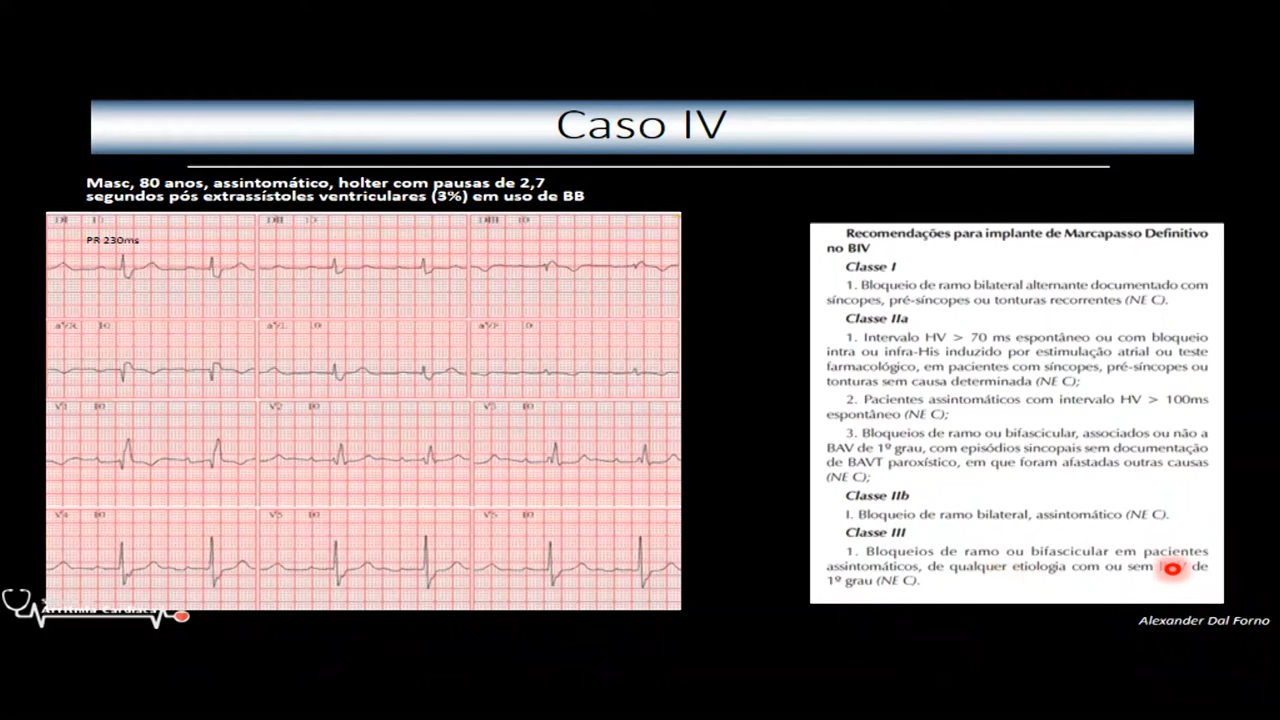 Caso IV
Masc, 80 anos, assintomático, holter com pausas de 2,7
segundos pós extrassístoles ventriculares (3%) em uso de BB
PR 230ms
V1
V2
V4
Recomendações para implante de Marcapasso Definitivo
no BIV
Classe I
1. Bloqueio de ramo bilateral alternante documentado com
síncopes, pré-síncopes ou tonturas recorrentes (NE C).
Classe IIa
1. Intervalo HV > 70 ms espontâneo ou com bloqueio
intra ou infra-His induzido por estimulação atrial ou teste
farmacológico, em pacientes com síncopes, pré-síncopes ou
tonturas sem causa determinada (NE C);
2. Pacientes assintomáticos com intervalo HV > 100ms
espontâneo (NE C);
3. Bloqueios de ramo ou bifascicular, associados ou não a
BAV de 1º grau, com episódios sincopais sem documentação
de BAVT paroxístico, em que foram afastadas outras causas
(NE C);
Classe IIb
I. Bloqueio de ramo bilateral, assintomático (NE C).
Classe III
1. Bloqueios de ramo ou bifascicular em pacientes
assintomáticos, de qualquer etiologia com ou sem de
1º grau (NE C).
Arritmia Cardíaca
Alexander Dal Forno